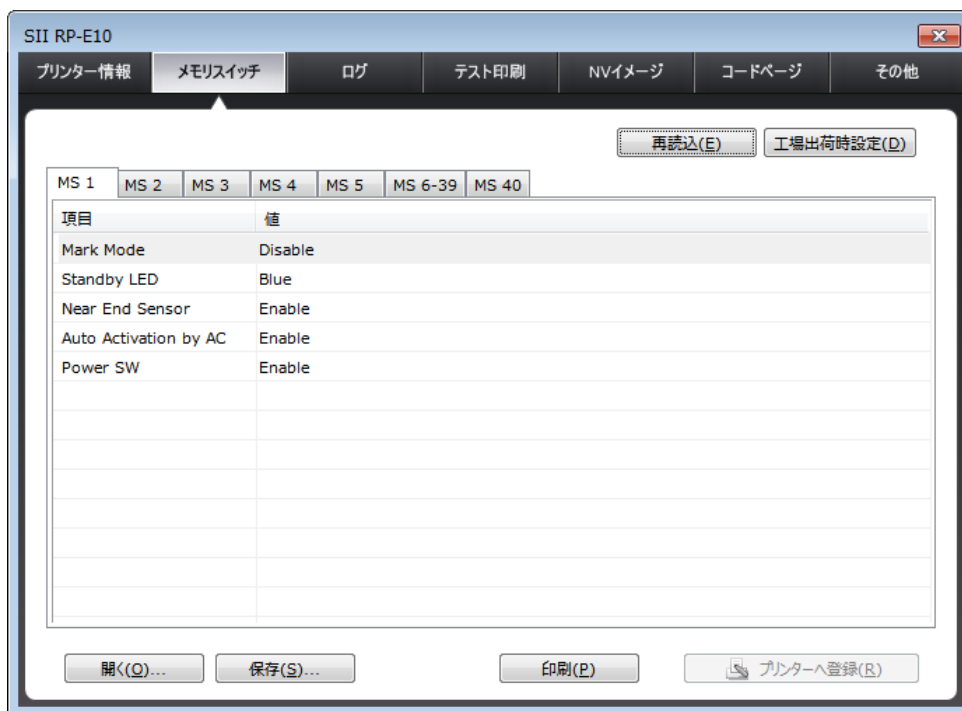 SII RP-E10
プリンター情報 メモリスイッチ ログ テスト印刷 NVイメージ コードページ その他
再読込(E) 工場出荷時設定(D)
MS 1 MS 2 MS 3 MS 4 MS 5 MS 6-39 MS 40
項目 値
Mark Mode Disable
Standby LED Blue
Near End Sensor Enable
Auto Activation by AC Enable
Power SW Enable
開く(O)... 保存(S)... 印刷(P) プリンターへ登録(R)